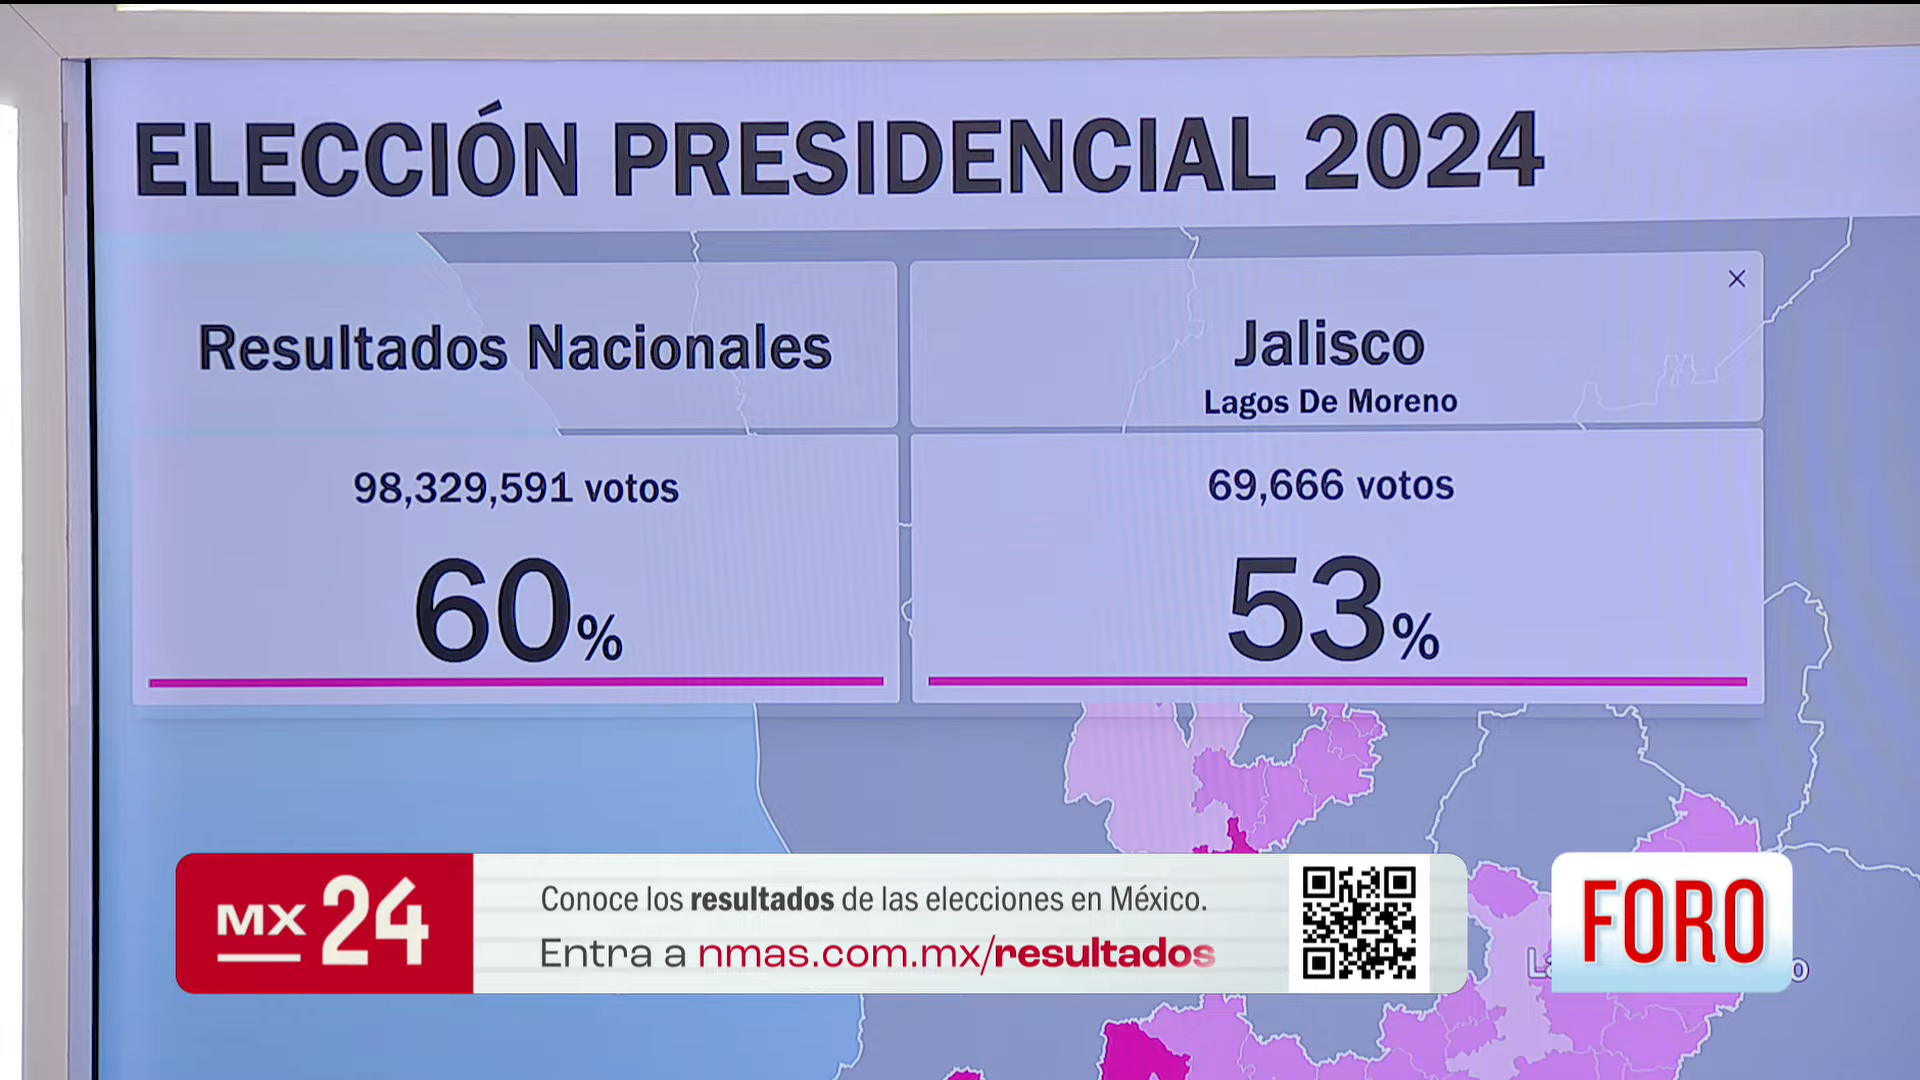 ELECCIÓN PRESIDENCIAL 2024
Resultados Nacionales
98,329,591 votos
60%
Jalisco
Lagos De Moreno
69,666 votos
53%
MX 24
Conoce los resultados de las elecciones en México.
Entra a nmas.com.mx/resultados
FORO